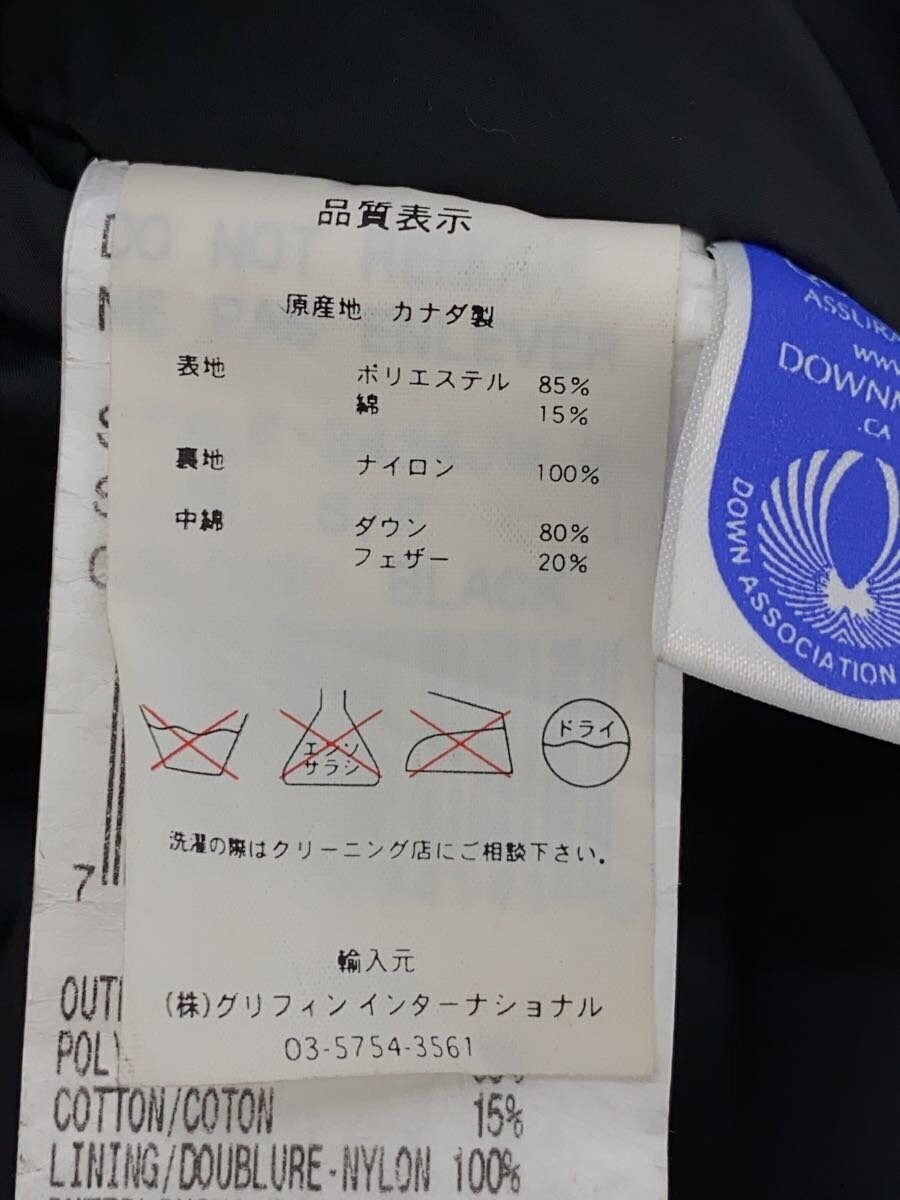 品質表示
原産地 カナダ製
表地 ポリエステル 85%
綿 15%
裏地 ナイロン 100%
中綿 ダウン 80%
フェザー 20%
エンソ
サラシ
ドライ
洗濯の際はクリーニング店にご相談下さい。
輸入元
(株)グリフィン インターナショナル
03-5754-3561
DO NOT
BLACK
7
COTTON/COTON 15%
LINING/DOUBLURE-NYLON 100%
.CA
DOWN ASSOCIATION